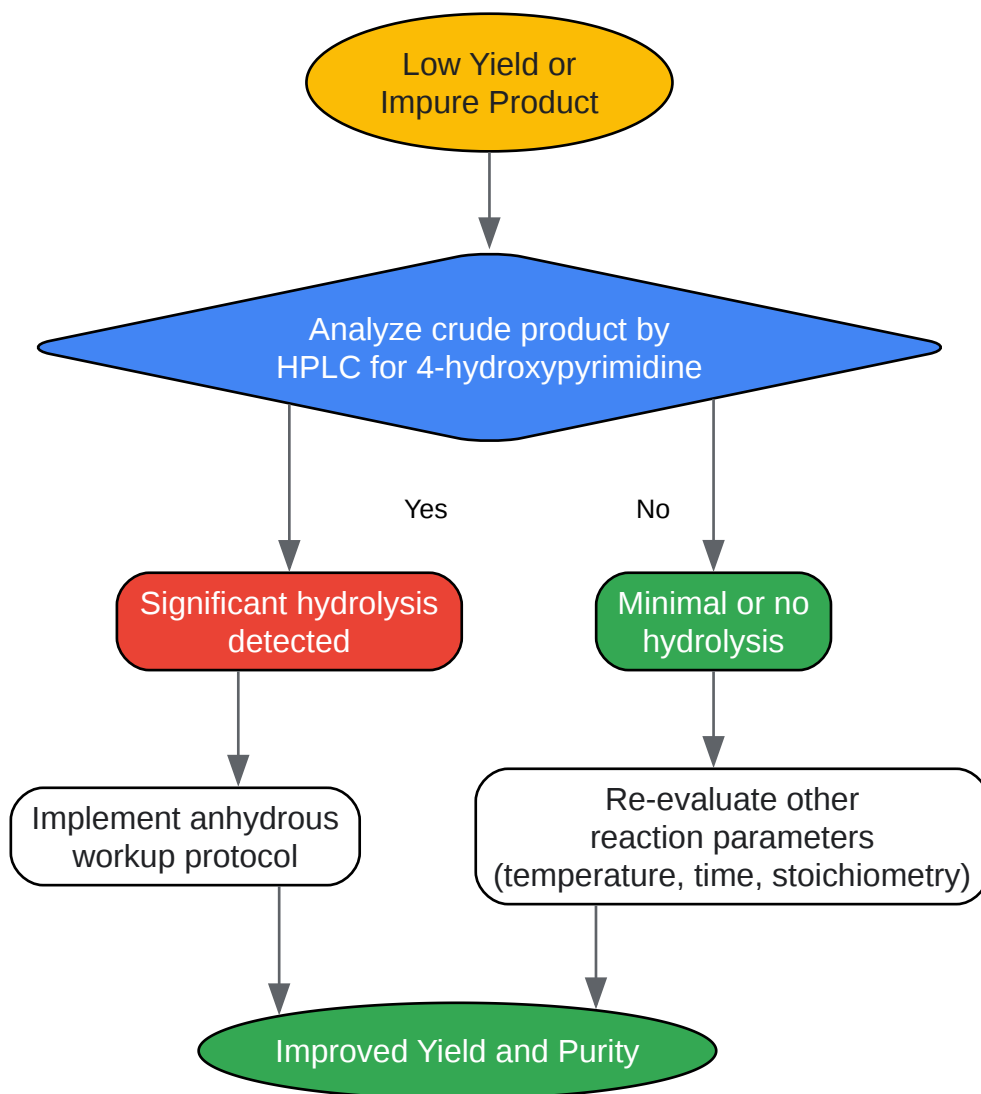 Low Yield or
Impure Product
Analyze crude product by
HPLC for 4-hydroxypyrimidine
Yes
No
Significant hydrolysis
detected
Minimal or no
hydrolysis
Implement anhydrous
workup protocol
Re-evaluate other
reaction parameters
(temperature, time, stoichiometry)
Improved Yield and Purity